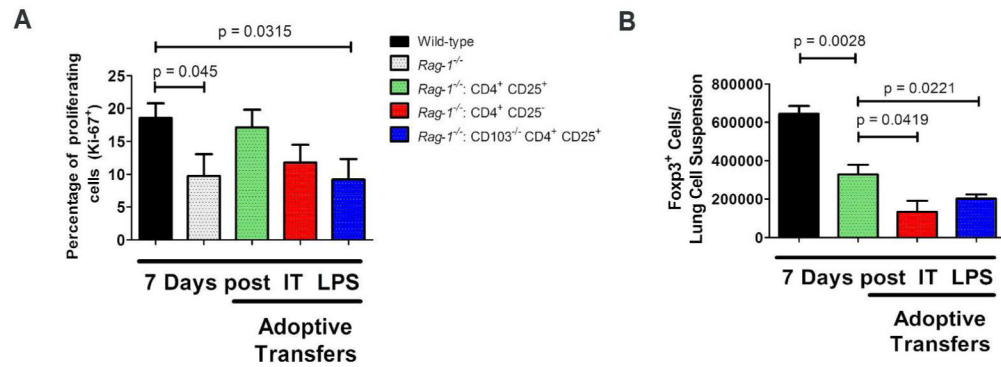 A
p = 0.0315
p = 0.045
25
20
15
10
5
0
Percentage of proliferating
cells (Ki-67⁺)
7 Days post IT LPS
Adoptive
Transfers
Wild-type
Rag-1⁻/⁻
Rag-1⁻/⁻: CD4⁺ CD25⁺
Rag-1⁻/⁻: CD4⁺ CD25⁻
Rag-1⁻/⁻: CD103⁻/⁻ CD4⁺ CD25⁺
B
p = 0.0028
p = 0.0221
p = 0.0419
800000
600000
400000
200000
0
Foxp3⁺ Cells/
Lung Cell Suspension
7 Days post IT LPS
Adoptive
Transfers